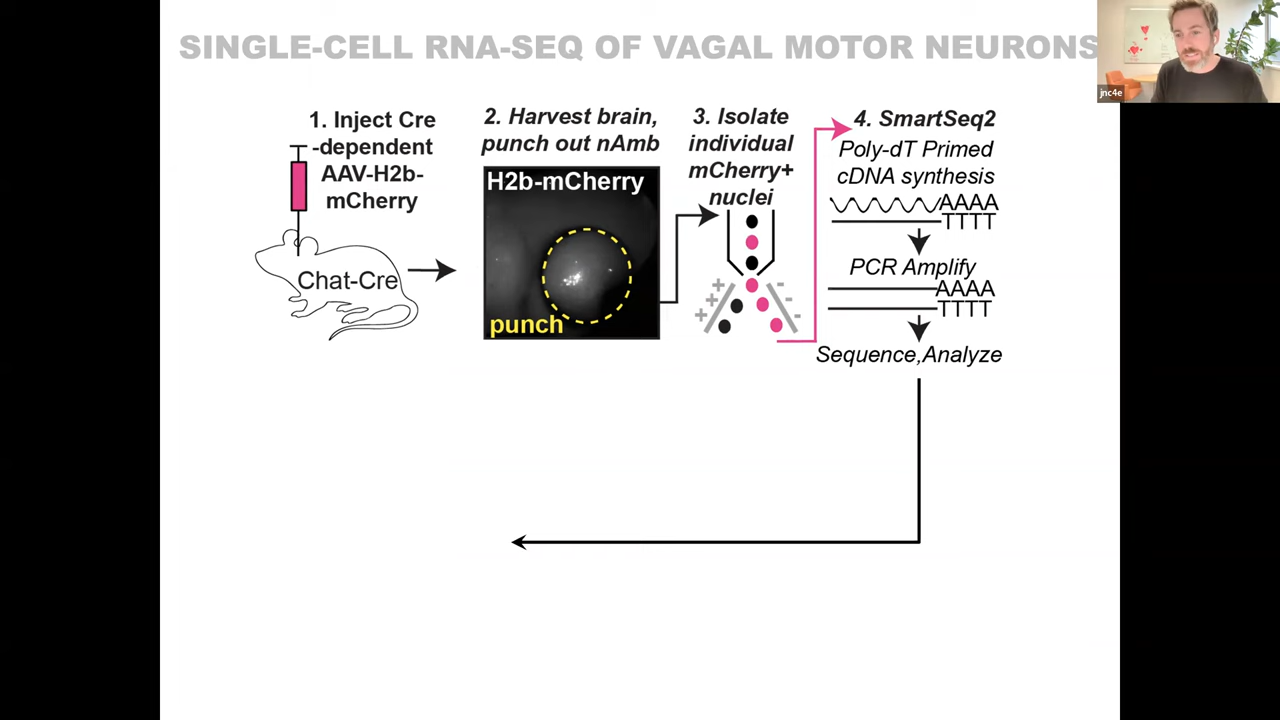 SINGLE-CELL RNA-SEQ OF VAGAL MOTOR NEURONS
jnc4e
1. Inject Cre
-dependent
AAV-H2b-
mCherry
Chat-Cre
2. Harvest brain,
punch out nAmb
H2b-mCherry
punch
3. Isolate
individual
mCherry+
nuclei
+
+
+
-
-
-
4. SmartSeq2
Poly-dT Primed
cDNA synthesis
AAAA
TTTT
PCR Amplify
AAAA
TTTT
Sequence,Analyze